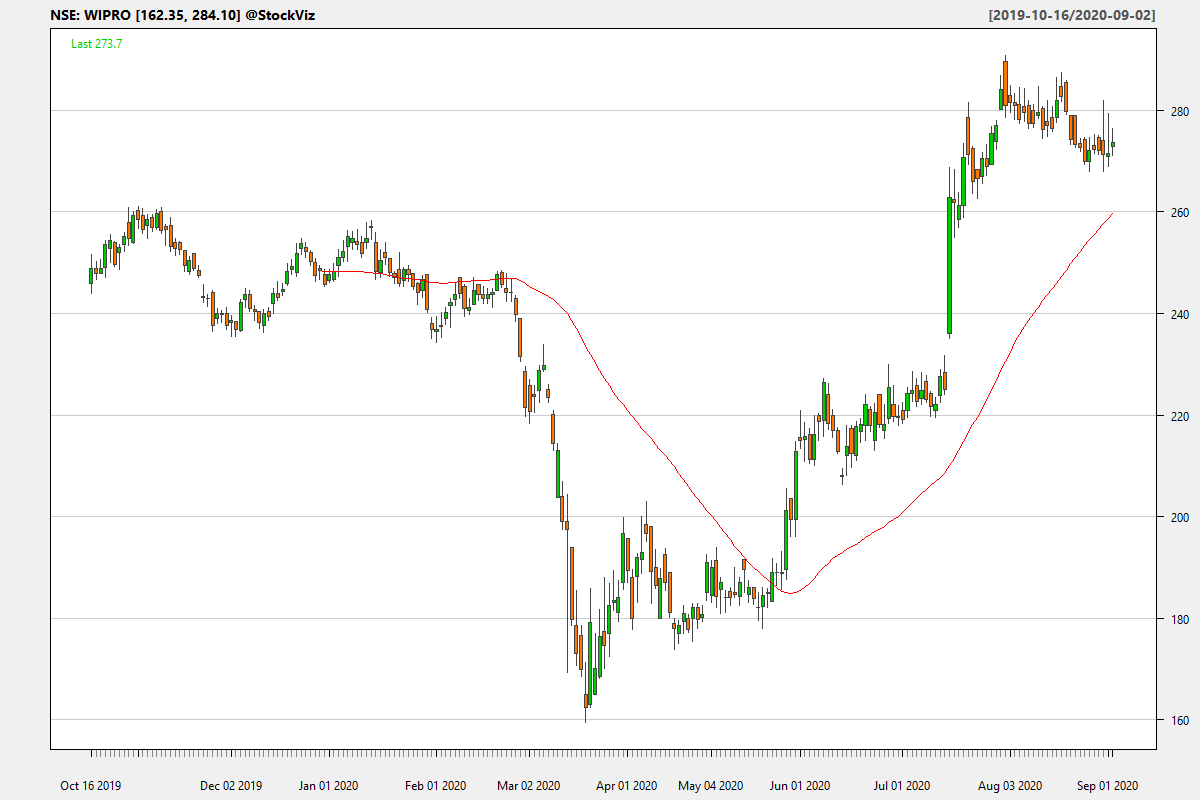 NSE: WIPRO [162.35, 284.10] @StockViz
[2019-10-16/2020-09-02]
Last 273.7
280
260
240
220
200
180
160
Oct 16 2019
Dec 02 2019
Jan 01 2020
Feb 01 2020
Mar 02 2020
Apr 01 2020
May 04 2020
Jun 01 2020
Jul 01 2020
Aug 03 2020
Sep 01 2020